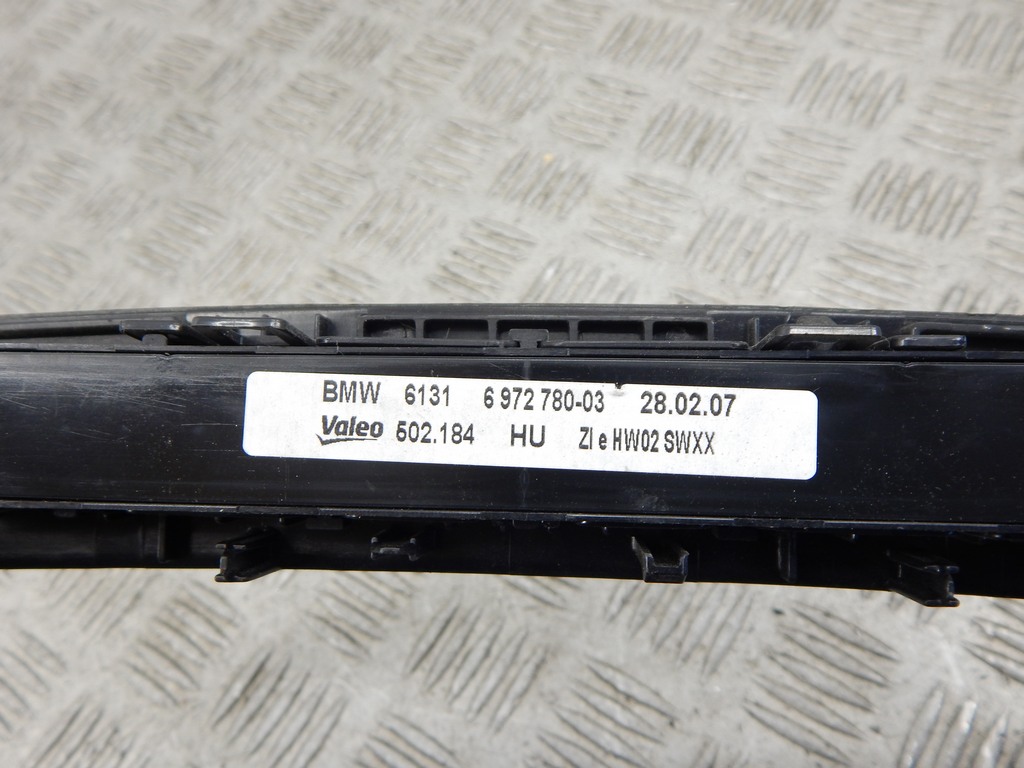 BMW 6131 6 972 780-03 28.02.07
Valeo 502.184 HU ZI e HW02 SWXX